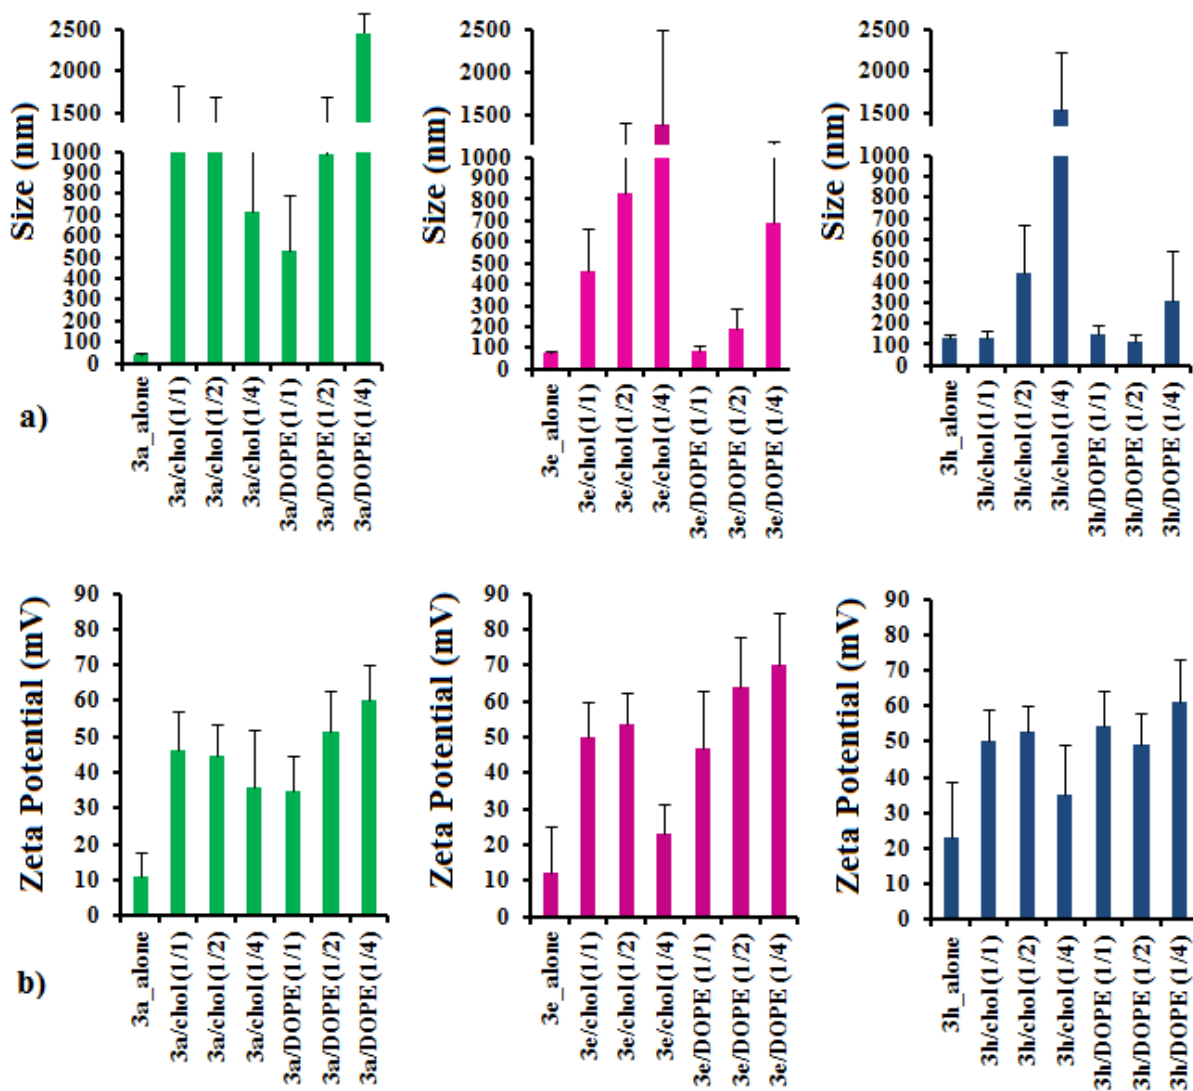 2500
2000
1500
1000
900
800
700
600
500
400
300
200
100
0
Size (nm)
3a_alone
3a/chol (1/1)
3a/chol (1/2)
3a/chol (1/4)
3a/DOPE (1/1)
3a/DOPE (1/2)
3a/DOPE (1/4)
2500
2000
1500
1000
900
800
700
600
500
400
300
200
100
0
Size (nm)
3e_alone
3e/chol (1/1)
3e/chol (1/2)
3e/chol (1/4)
3e/DOPE (1/1)
3e/DOPE (1/2)
3e/DOPE (1/4)
2500
2000
1500
1000
900
800
700
600
500
400
300
200
100
0
Size (nm)
3h_alone
3h/chol (1/1)
3h/chol (1/2)
3h/chol (1/4)
3h/DOPE (1/1)
3h/DOPE (1/2)
3h/DOPE (1/4)
a)
90
80
70
60
50
40
30
20
10
0
Zeta Potential (mV)
3a_alone
3a/chol (1/1)
3a/chol (1/2)
3a/chol (1/4)
3a/DOPE (1/1)
3a/DOPE (1/2)
3a/DOPE (1/4)
90
80
70
60
50
40
30
20
10
0
Zeta Potential (mV)
3e_alone
3e/chol (1/1)
3e/chol (1/2)
3e/chol (1/4)
3e/DOPE (1/1)
3e/DOPE (1/2)
3e/DOPE (1/4)
90
80
70
60
50
40
30
20
10
0
Zeta Potential (mV)
3h_alone
3h/chol (1/1)
3h/chol (1/2)
3h/chol (1/4)
3h/DOPE (1/1)
3h/DOPE (1/2)
3h/DOPE (1/4)
b)